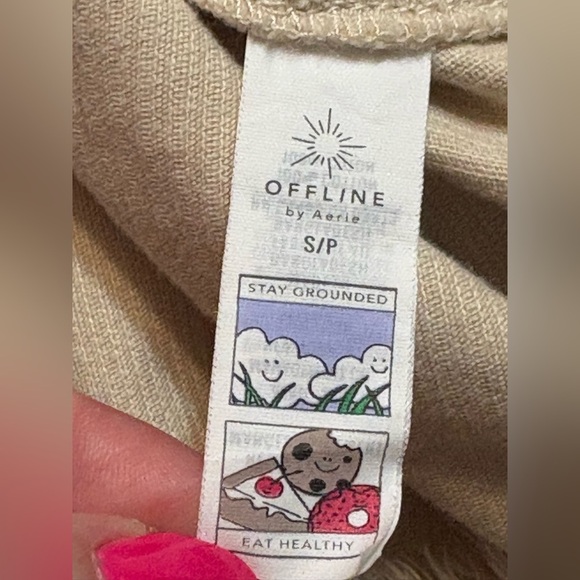 OFFLINE
by Aerie
S/P
STAY GROUNDED
EAT HEALTHY